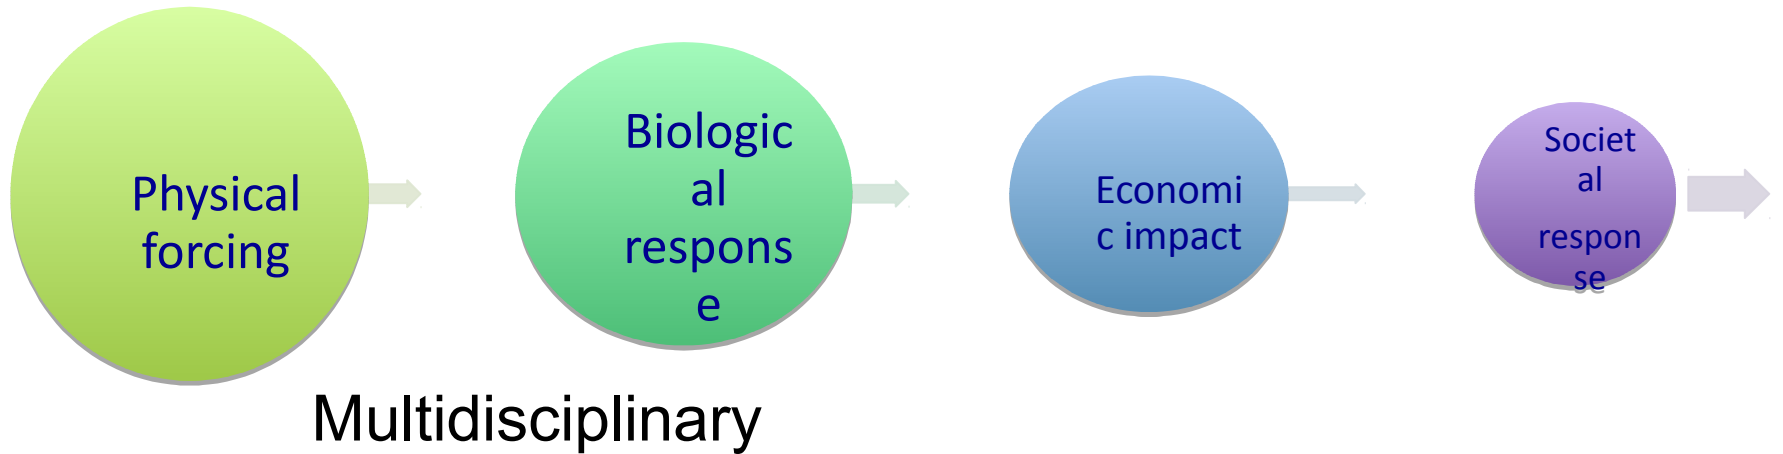 Physical
forcing
Biologic
al
respons
e
Economi
c impact
Societ
al
respon
se
Multidisciplinary